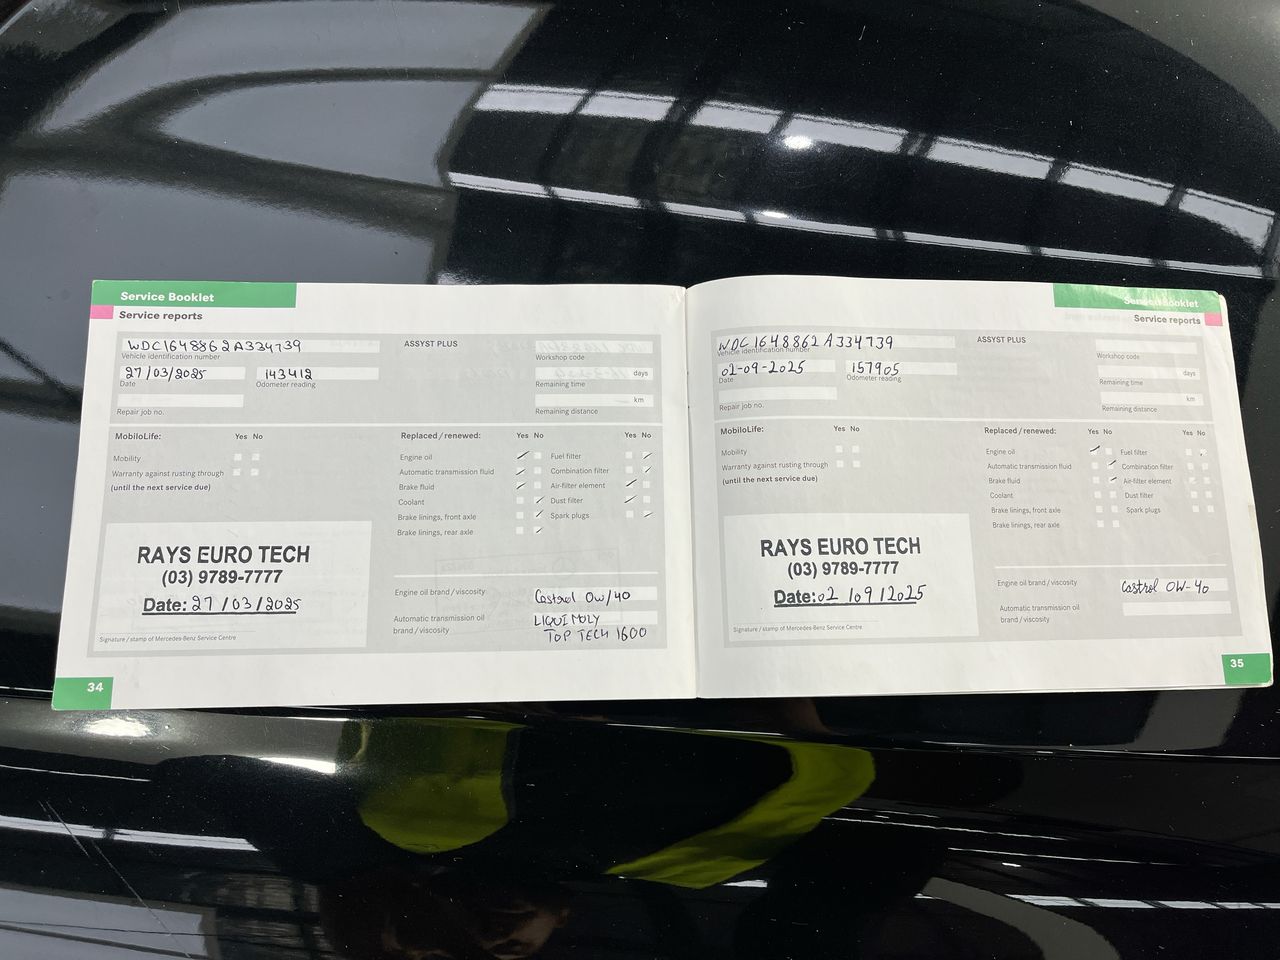 Service Booklet
Service reports
WDC1648862A334739
Vehicle identification number
27/03/2025 143412
Date Odometer reading
Repair job no.
ASSYST PLUS
Workshop code
days
Remaining time
km
Remaining distance
MobiloLife: Yes No
Mobility
Warranty against rusting through
(until the next service due)
Replaced/renewed: Yes No Yes No
Engine oil Fuel filter
Automatic transmission fluid Combination filter
Brake fluid Air-filter element
Coolant Dust filter
Brake linings, front axle Spark plugs
Brake linings, rear axle
RAYS EURO TECH
(03) 9789-7777
Date: 27/03/2025
Signature/stamp of Mercedes-Benz Service Centre
Engine oil brand/viscosity Castrol 0w/40
Automatic transmission oil LIQUI MOLY
brand/viscosity TOP TECH 1600
34
Service Booklet
Service reports
WDC1648862A334739
Vehicle identification number
02-09-2025 157905
Date Odometer reading
Repair job no.
ASSYST PLUS
Workshop code
days
Remaining time
km
Remaining distance
MobiloLife: Yes No
Mobility
Warranty against rusting through
(until the next service due)
Replaced/renewed: Yes No Yes No
Engine oil Fuel filter
Automatic transmission fluid Combination filter
Brake fluid Air-filter element
Coolant Dust filter
Brake linings, front axle Spark plugs
Brake linings, rear axle
RAYS EURO TECH
(03) 9789-7777
Date: 02/09/2025
Signature/stamp of Mercedes-Benz Service Centre
Engine oil brand/viscosity Castrol 0W-40
Automatic transmission oil
brand/viscosity
35